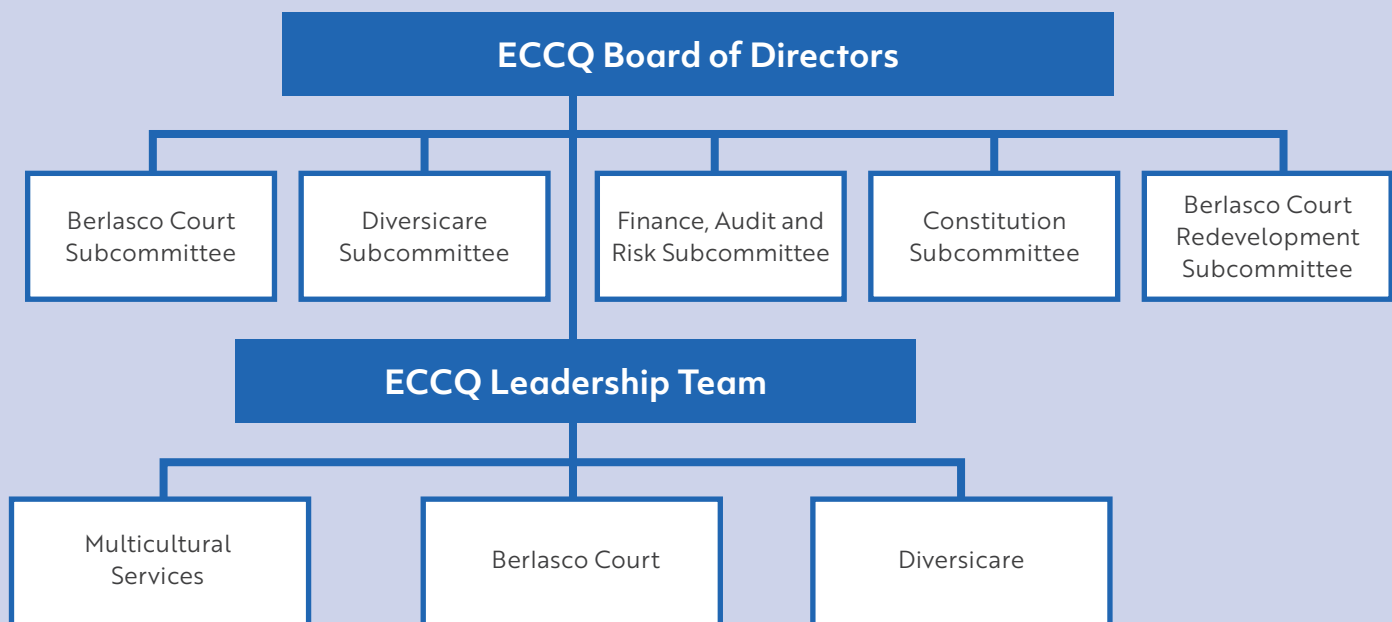 ECCQ Board of Directors
Berlasco Court
Subcommittee
Diversicare
Subcommittee
Finance, Audit and
Risk Subcommittee
Constitution
Subcommittee
Berlasco Court
Redevelopment
Subcommittee
ECCQ Leadership Team
Multicultural
Services
Berlasco Court
Diversicare